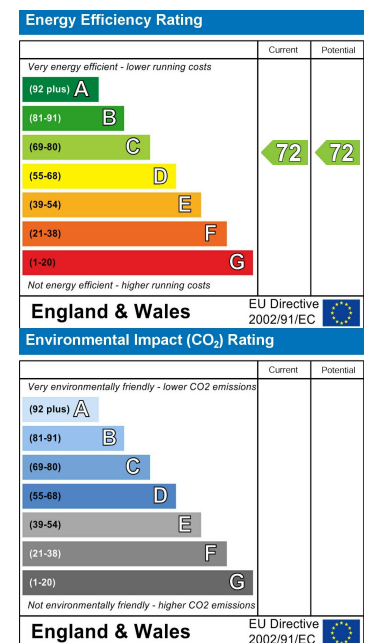 Energy Efficiency Rating
Current Potential
Very energy efficient - lower running costs
(92 plus) A
(81-91) B
(69-80) C 72 72
(55-68) D
(39-54) E
(21-38) F
(1-20) G
Not energy efficient - higher running costs
England & Wales EU Directive 2002/91/EC
Environmental Impact (CO₂) Rating
Current Potential
Very environmentally friendly - lower CO2 emissions
(92 plus) A
(81-91) B
(69-80) C
(55-68) D
(39-54) E
(21-38) F
(1-20) G
Not environmentally friendly - higher CO2 emissions
England & Wales EU Directive 2002/91/EC